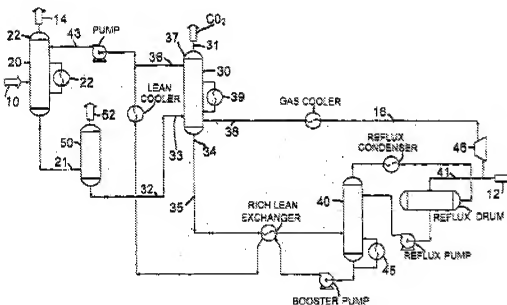 14
CO₂
22
43
PUMP
37
31
36
20
22
LEAN COOLER
30
39
10
62
GAS COOLER
16
38
50
33
34
REFLUX CONDENSER
46
41
21
32
40
12
35
REFLUX DRUM
RICH LEAN EXCHANGER
45
REFLUX PUMP
BOOSTER PUMP